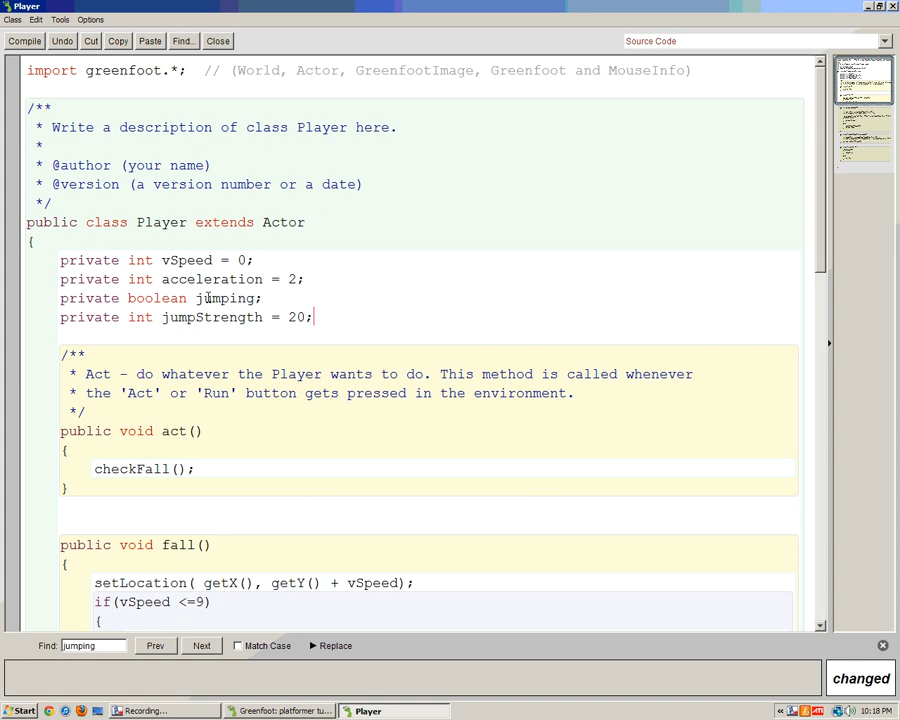 Player
Class Edit Tools Options
Compile Undo Cut Copy Paste Find... Close Source Code
import greenfoot.*;  // (World, Actor, GreenfootImage, Greenfoot and MouseInfo)
/**
 * Write a description of class Player here.
 *
 * @author (your name)
 * @version (a version number or a date)
 */
public class Player extends Actor
{
private int vSpeed = 0;
private int acceleration = 2;
private boolean jumping;
private int jumpStrength = 20;
/**
 * Act - do whatever the Player wants to do. This method is called whenever
 * the 'Act' or 'Run' button gets pressed in the environment.
 */
public void act()
{
checkFall();
}
public void fall()
{
setLocation( getX(), getY() + vSpeed);
if(vSpeed <=9)
{
Find: jumping Prev Next Match Case Replace
changed
Start Recording... Greenfoot: platformer tu... Player « ATI 10:18 PM